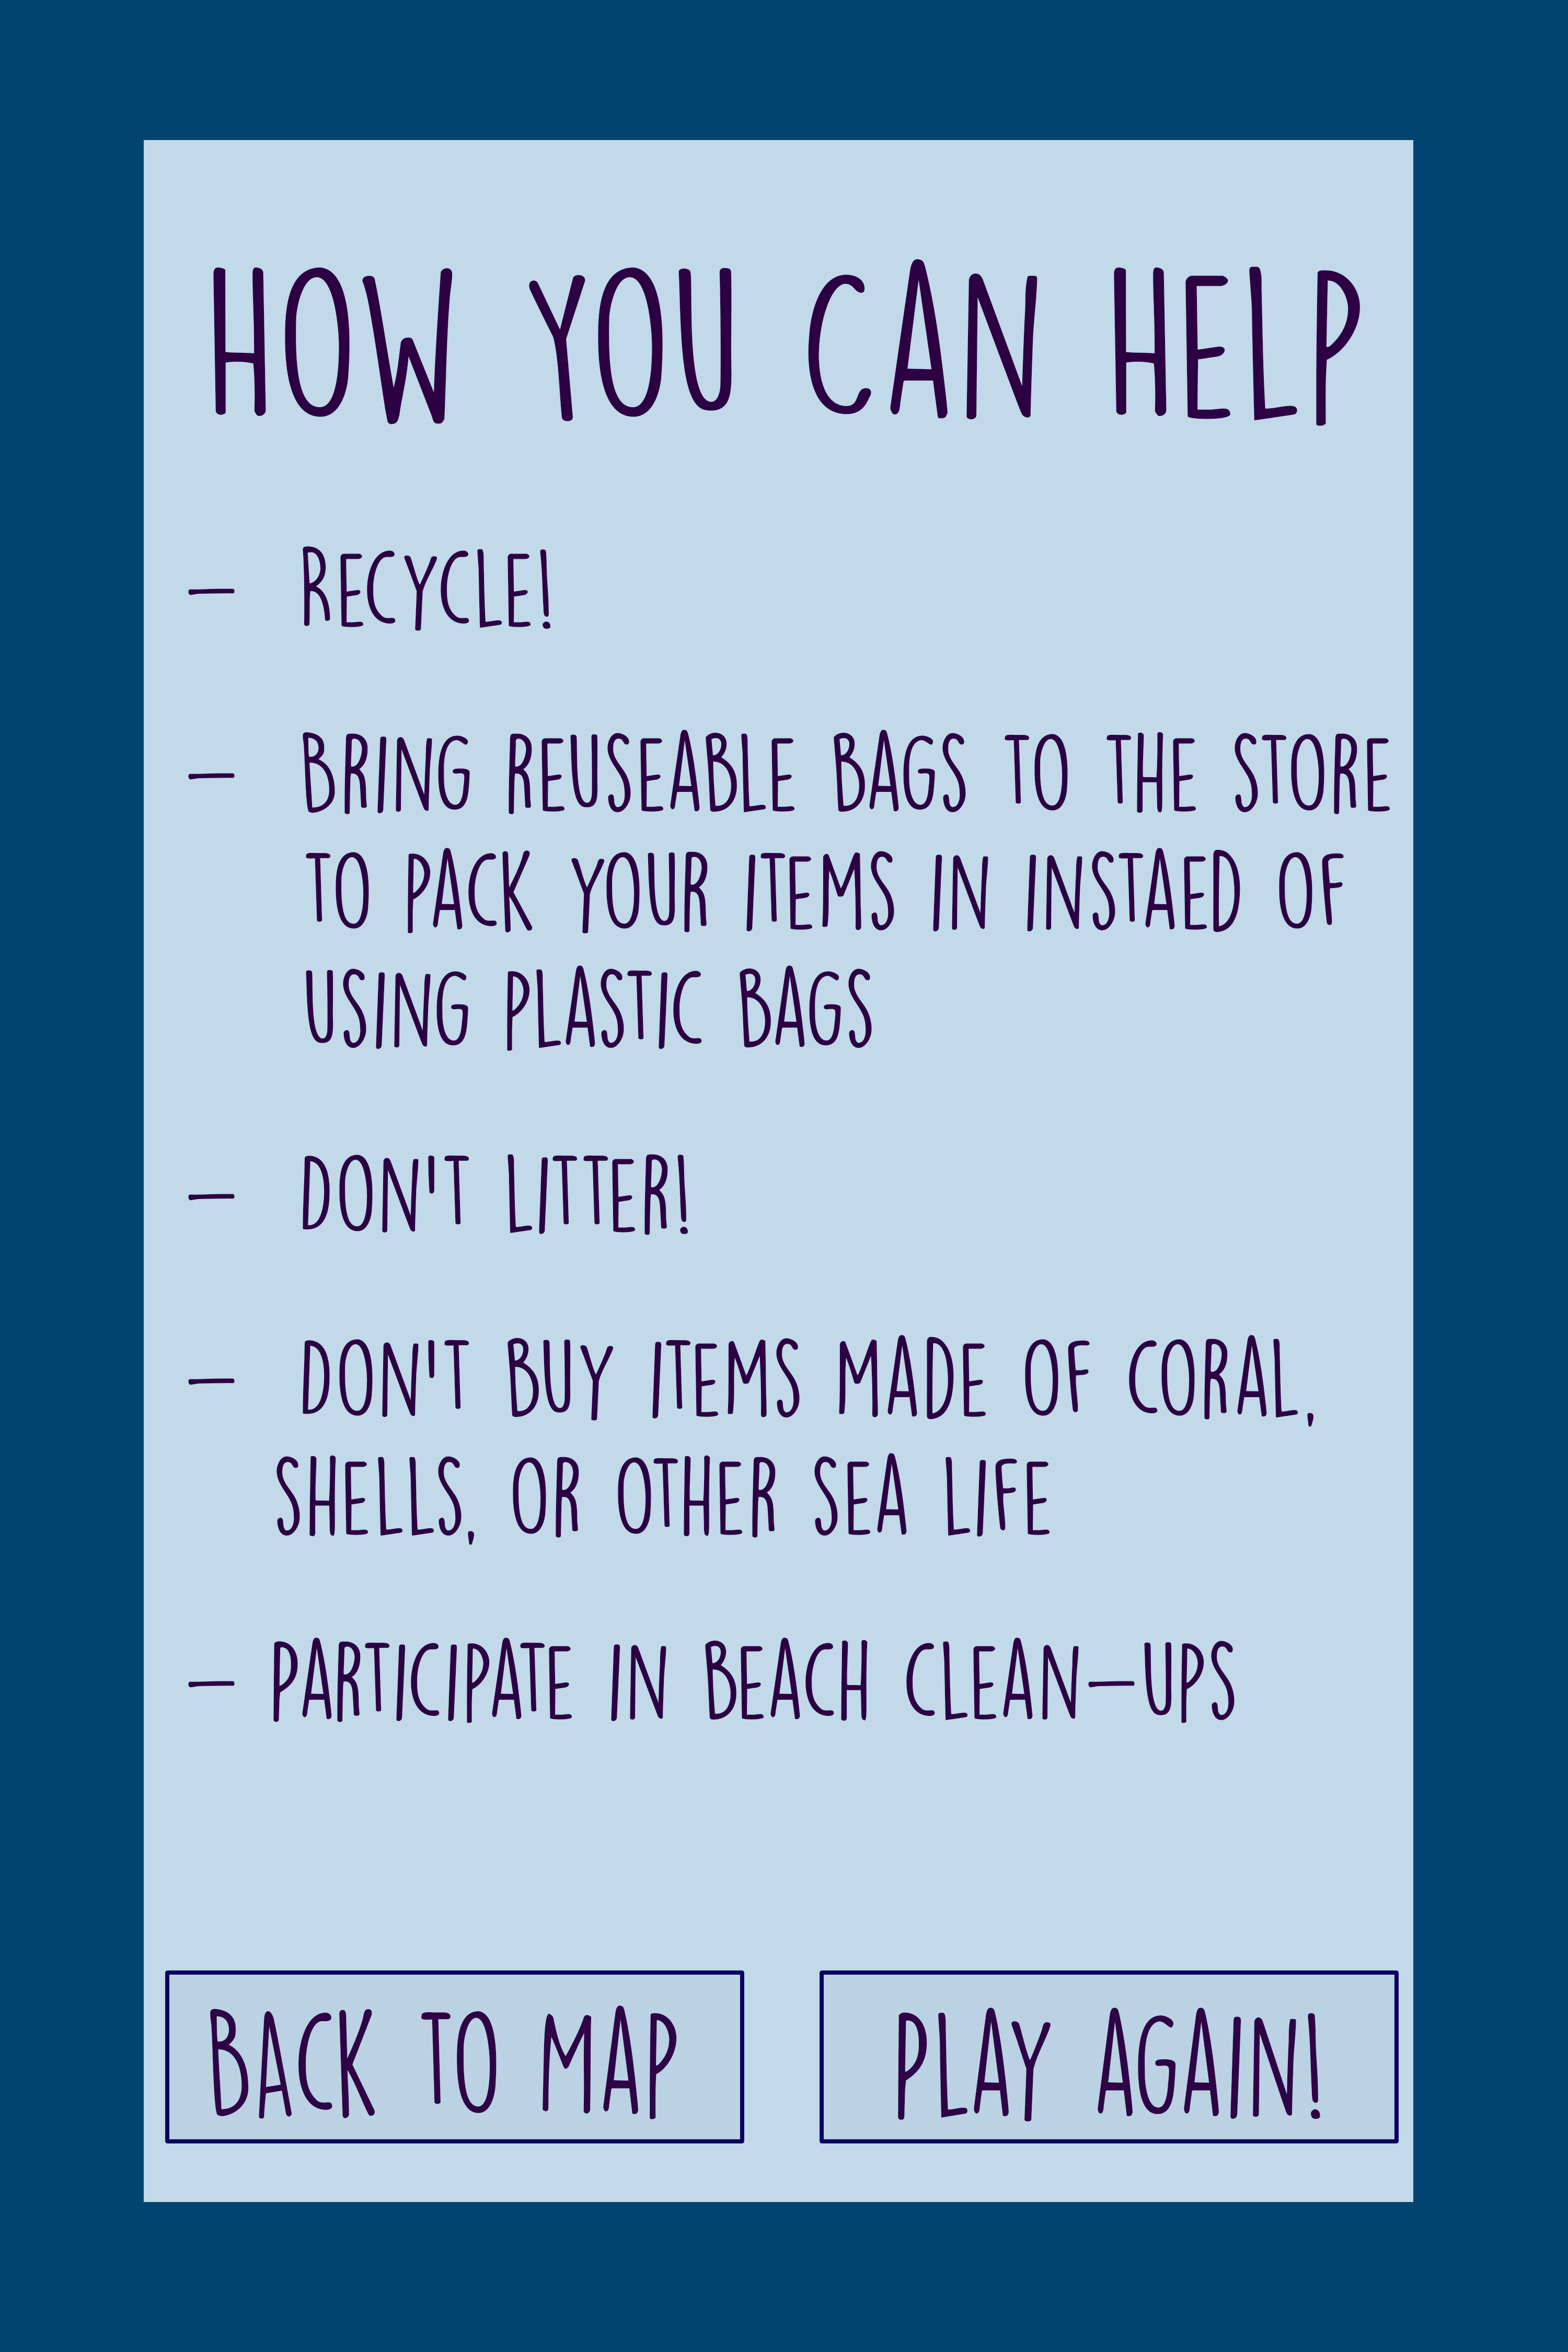 HOW YOU CAN HELP
- RECYCLE!
- BRING REUSEABLE BAGS TO THE STORE
TO PACK YOUR ITEMS IN INSTAED OF
USING PLASTIC BAGS
- DON'T LITTER!
- DON'T BUY ITEMS MADE OF CORAL,
SHELLS, OR OTHER SEA LIFE
- PARTICIPATE IN BEACH CLEAN-UPS
BACK TO MAP
PLAY AGAIN!